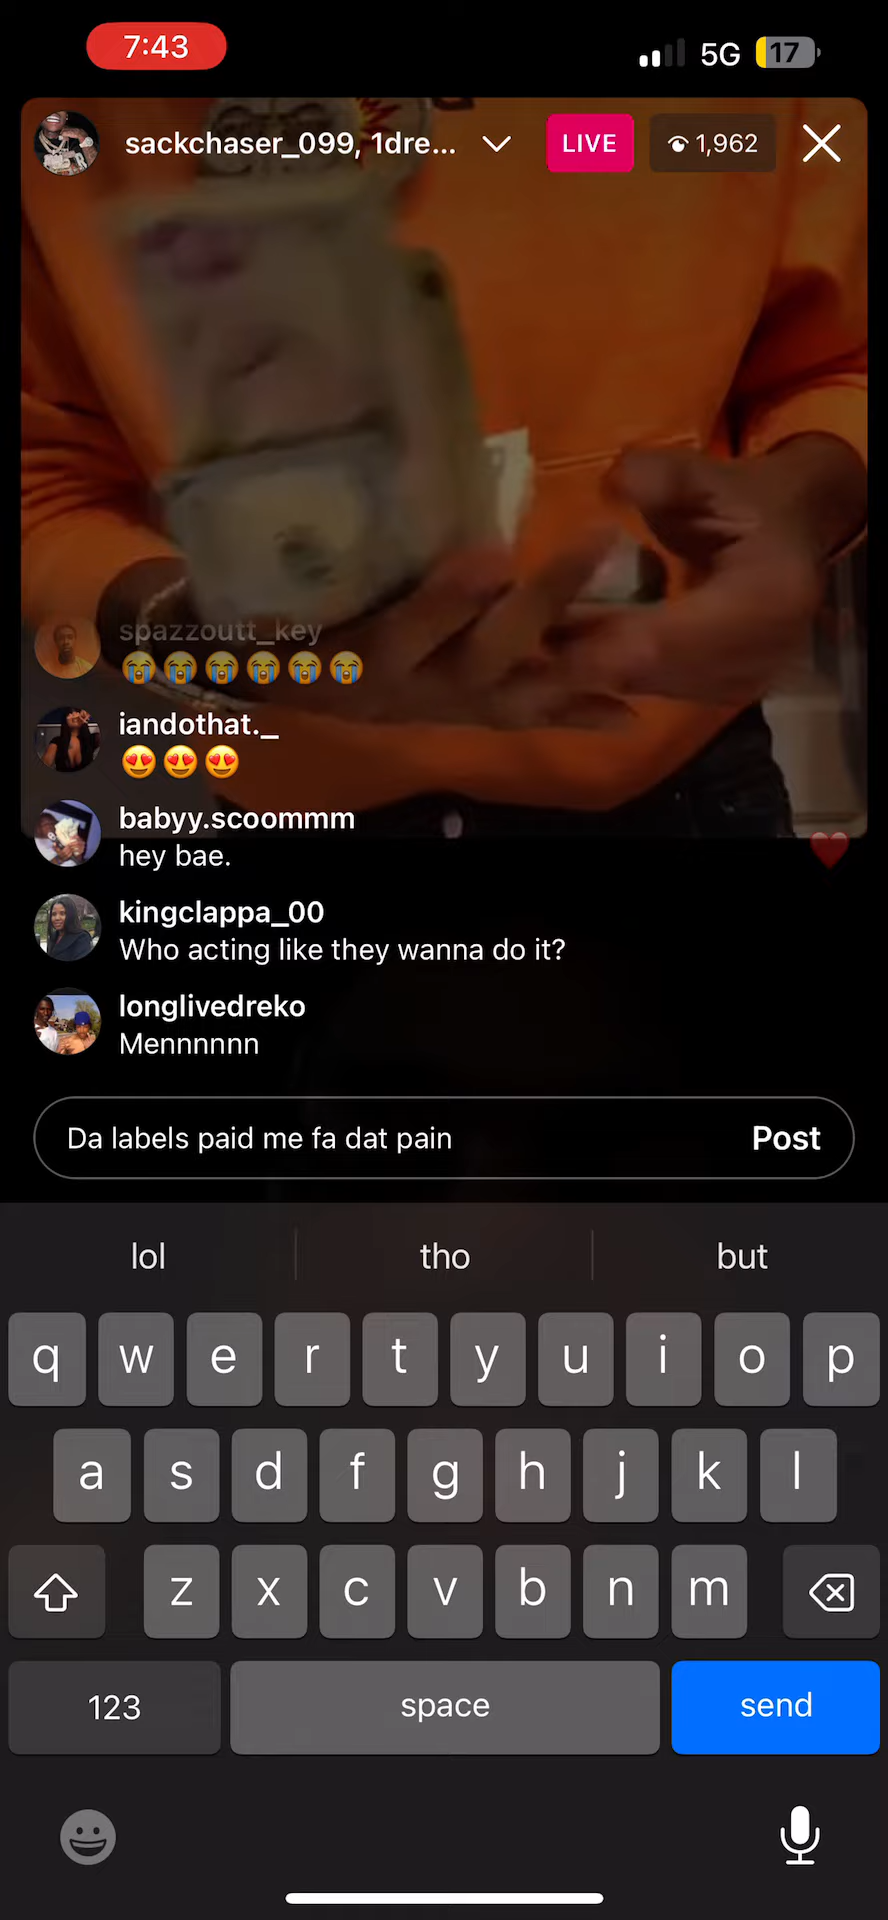 7:43
5G 17
sackchaser_099, 1dre...
LIVE
1,962
spazzoutt_key
😭😭😭😭😭😭
iandothat._
😍😍😍
babyy.scoommm
hey bae.
kingclappa_00
Who acting like they wanna do it?
longlivedreko
Mennnnnn
Da labels paid me fa dat pain
Post
lol tho but
q w e r t y u i o p
a s d f g h j k l
z x c v b n m
123 space send